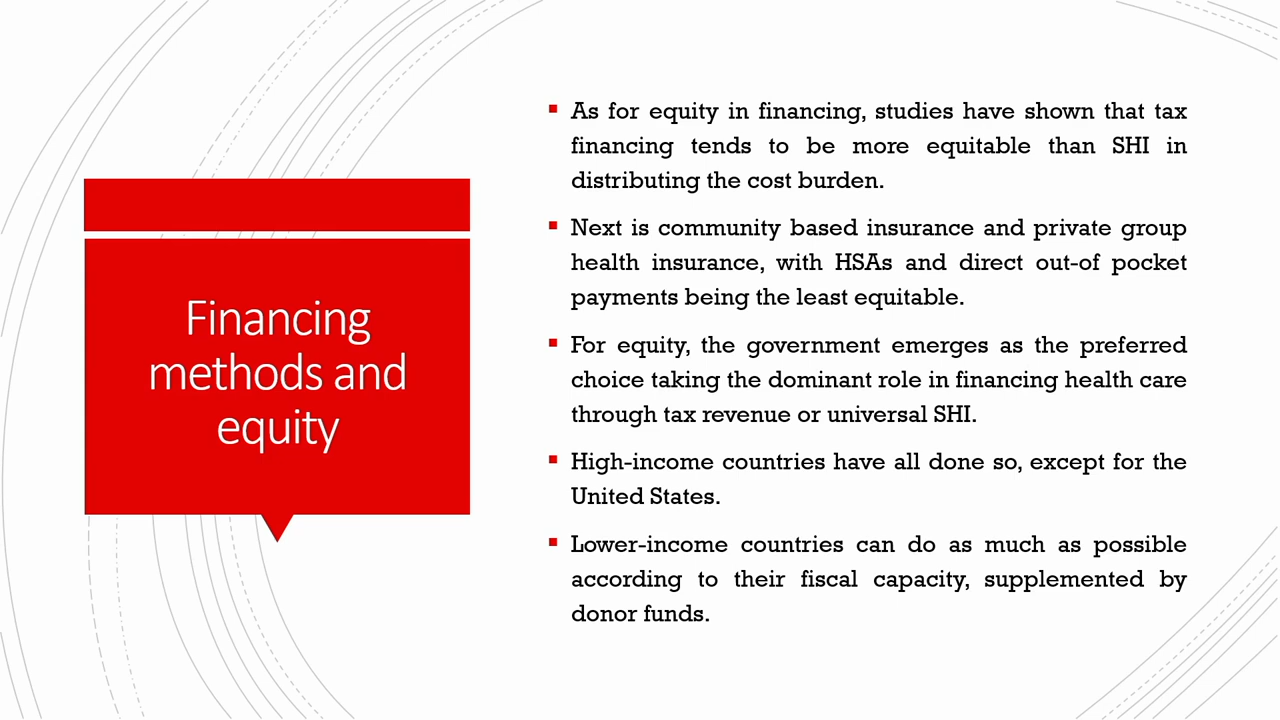 Financing
methods and
equity
As for equity in financing, studies have shown that tax
financing tends to be more equitable than SHI in
distributing the cost burden.
Next is community based insurance and private group
health insurance, with HSAs and direct out-of pocket
payments being the least equitable.
For equity, the government emerges as the preferred
choice taking the dominant role in financing health care
through tax revenue or universal SHI.
High-income countries have all done so, except for the
United States.
Lower-income countries can do as much as possible
according to their fiscal capacity, supplemented by
donor funds.